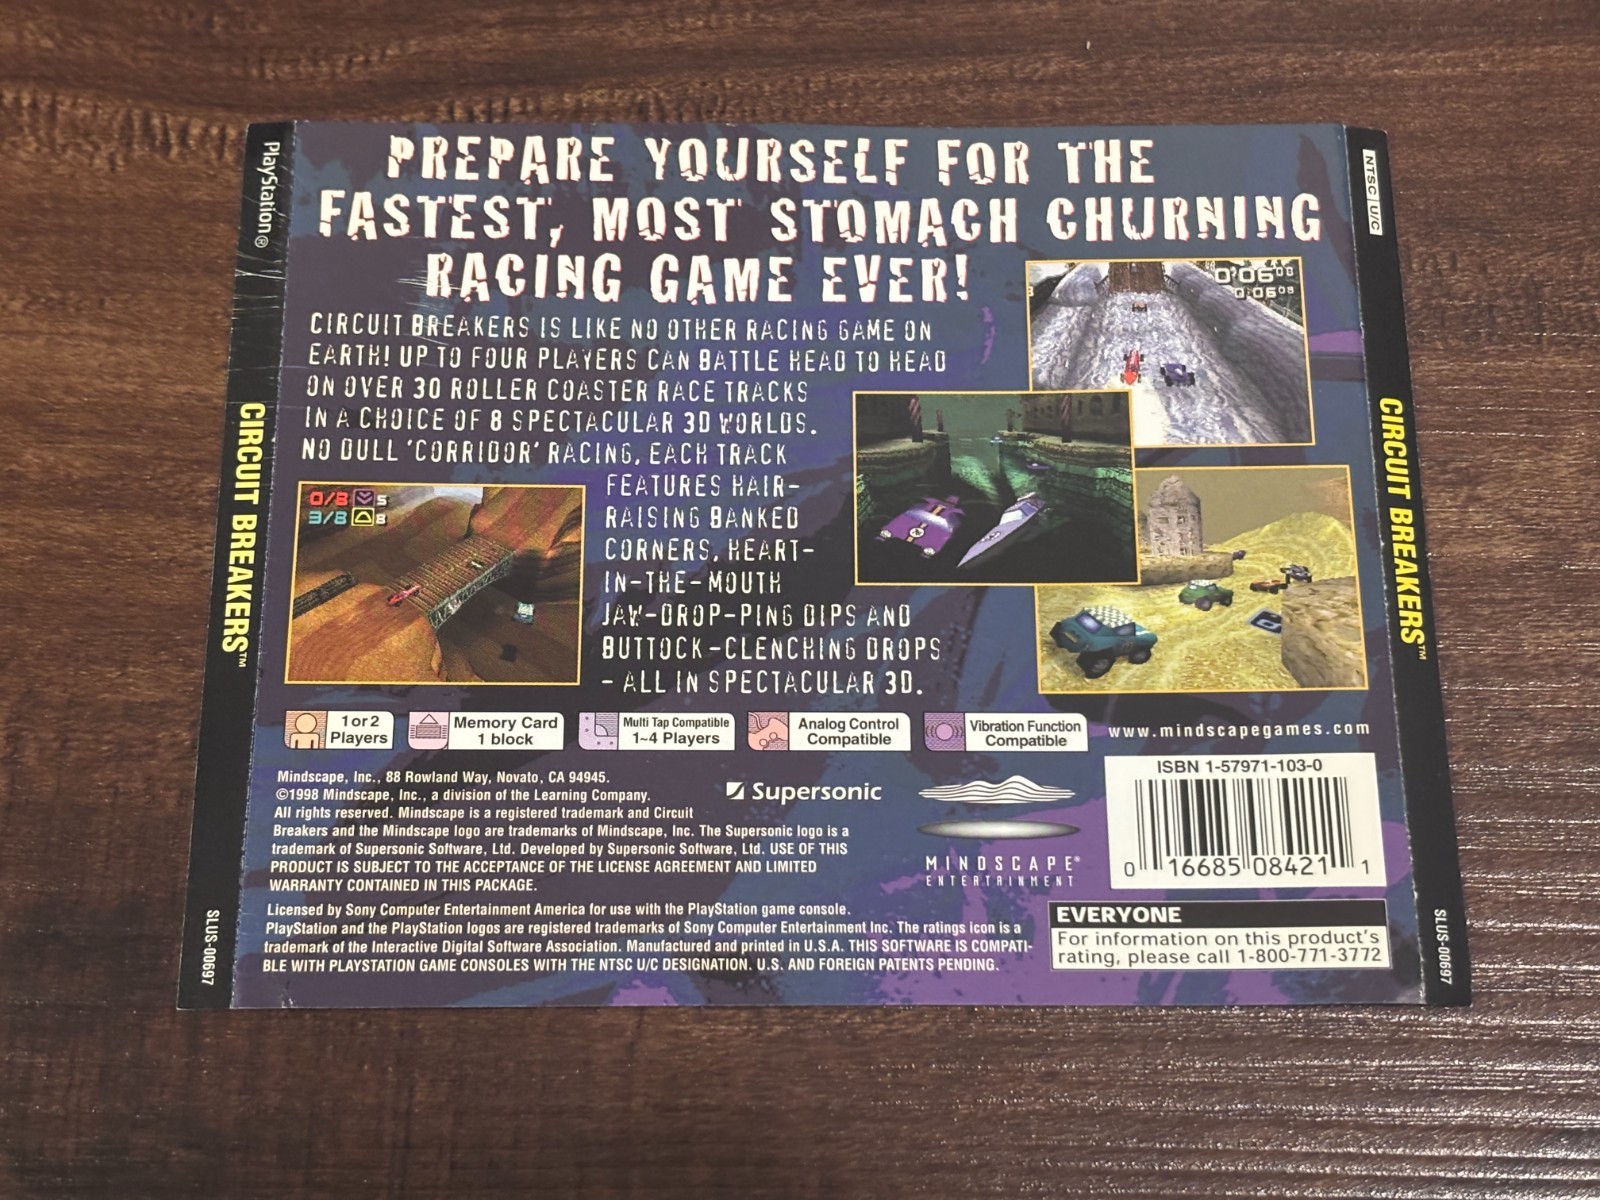 PlayStation®
CIRCUIT BREAKERS™
SLUS-00697
PREPARE YOURSELF FOR THE
FASTEST, MOST STOMACH CHURNING
RACING GAME EVER!
CIRCUIT BREAKERS IS LIKE NO OTHER RACING GAME ON
EARTH! UP TO FOUR PLAYERS CAN BATTLE HEAD TO HEAD
ON OVER 30 ROLLER COASTER RACE TRACKS
IN A CHOICE OF 8 SPECTACULAR 3D WORLDS.
NO DULL 'CORRIDOR' RACING, EACH TRACK
FEATURES HAIR-
RAISING BANKED
CORNERS, HEART-
IN-THE-MOUTH
JAW-DROP-PING DIPS AND
BUTTOCK-CLENCHING DROPS
- ALL IN SPECTACULAR 3D.
0/8 5
3/8 8
0'06"00
0'06"08
1 or 2
Players
Memory Card
1 block
Multi Tap Compatible
1~4 Players
Analog Control
Compatible
Vibration Function
Compatible
www.mindscapegames.com
Mindscape, Inc., 88 Rowland Way, Novato, CA 94945.
©1998 Mindscape, Inc., a division of the Learning Company.
All rights reserved. Mindscape is a registered trademark and Circuit
Breakers and the Mindscape logo are trademarks of Mindscape, Inc. The Supersonic logo is a
trademark of Supersonic Software, Ltd. Developed by Supersonic Software, Ltd. USE OF THIS
PRODUCT IS SUBJECT TO THE ACCEPTANCE OF THE LICENSE AGREEMENT AND LIMITED
WARRANTY CONTAINED IN THIS PACKAGE.
Supersonic
MINDSCAPE®
ENTERTAINMENT
ISBN 1-57971-103-0
0 16685 08421 1
Licensed by Sony Computer Entertainment America for use with the PlayStation game console.
PlayStation and the PlayStation logos are registered trademarks of Sony Computer Entertainment Inc. The ratings icon is a
trademark of the Interactive Digital Software Association. Manufactured and printed in U.S.A. THIS SOFTWARE IS COMPATI-
BLE WITH PLAYSTATION GAME CONSOLES WITH THE NTSC U/C DESIGNATION. U.S. AND FOREIGN PATENTS PENDING.
EVERYONE
For information on this product's
rating, please call 1-800-771-3772
NTSC U/C
CIRCUIT BREAKERS™
SLUS-00697